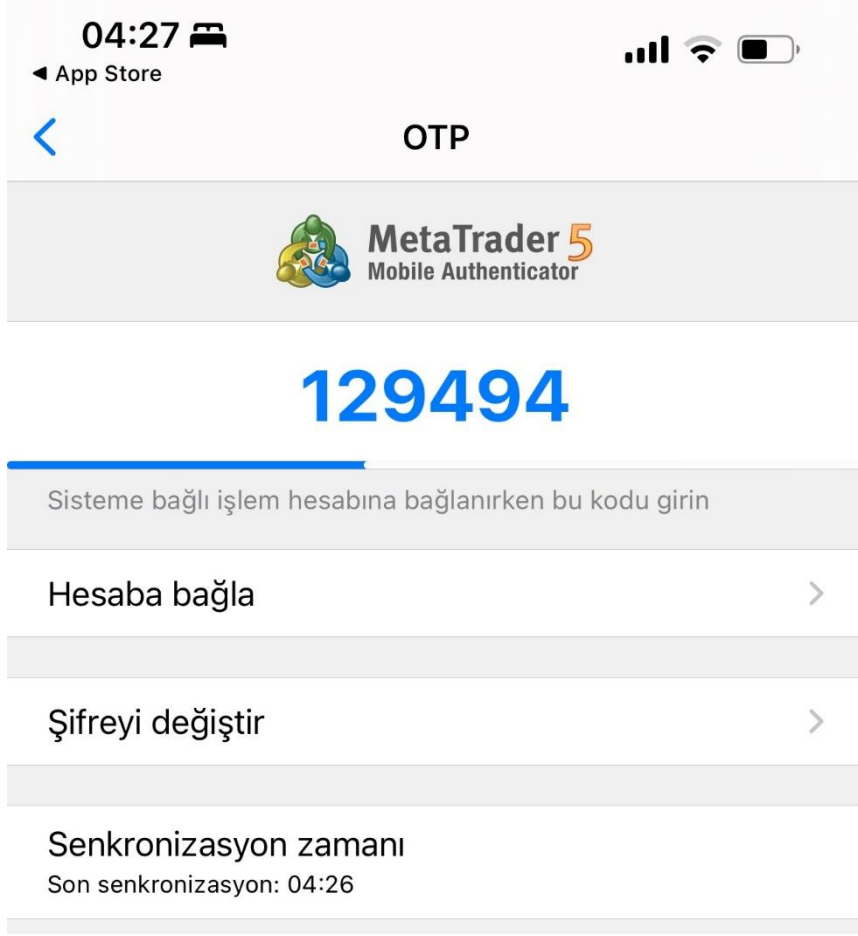 04:27
App Store
OTP
MetaTrader 5
Mobile Authenticator
129494
Sisteme bağlı işlem hesabına bağlanırken bu kodu girin
Hesaba bağla
Şifreyi değiştir
Senkronizasyon zamanı
Son senkronizasyon: 04:26